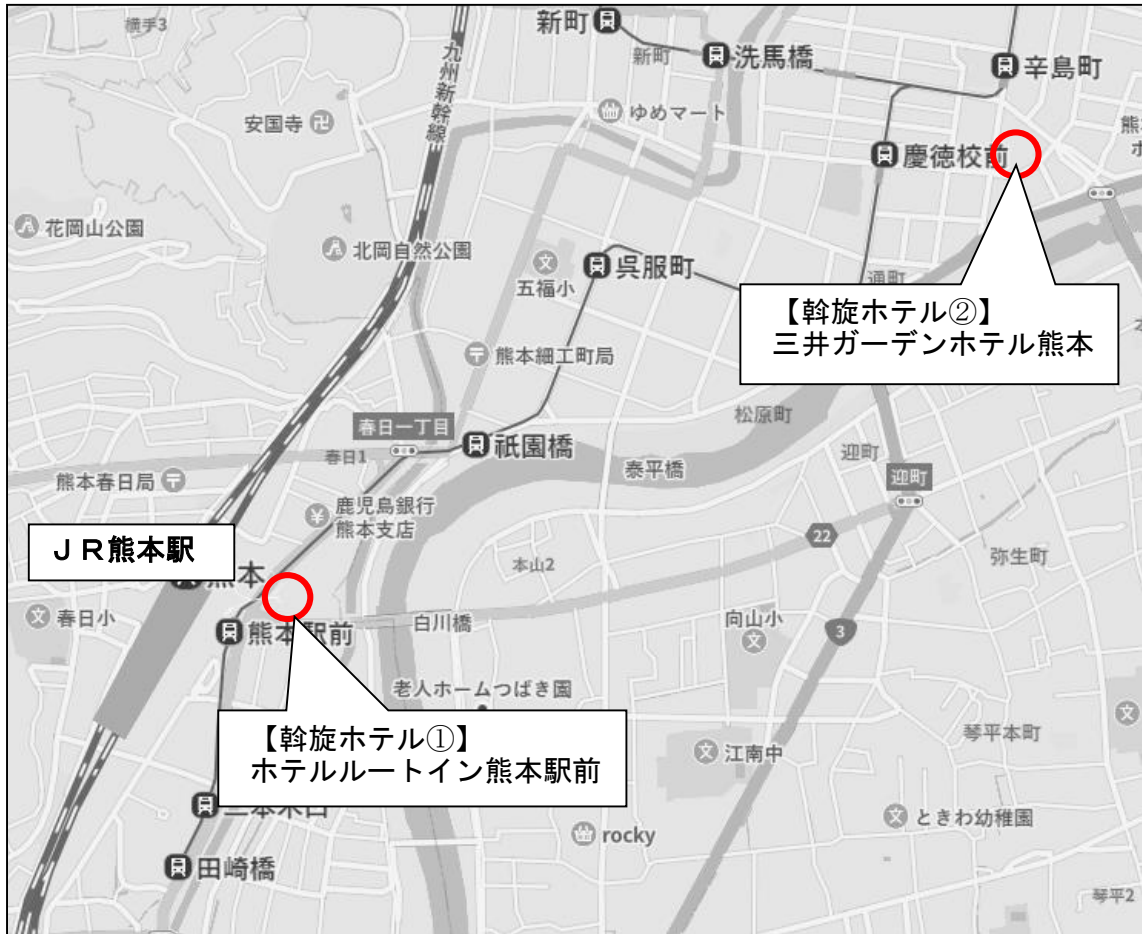 横手3
新町
新町
洗馬橋
辛島町
九州新幹線
安国寺
ゆめマート
慶徳校前
花岡山公園
北岡自然公園
呉服町
五福小
通町
【斡旋ホテル②】
三井ガーデンホテル熊本
熊本細工町局
春日一丁目
春日1
祇園橋
松原町
泰平橋
迎町
迎町
熊本春日局
鹿児島銀行
熊本支店
22
弥生町
JR熊本駅
熊本
本山2
春日小
熊本駅前
白川橋
向山小
3
老人ホームつばき園
【斡旋ホテル①】
ホテルルートイン熊本駅前
江南中
琴平本町
rocky
ときわ幼稚園
田崎橋
琴平2